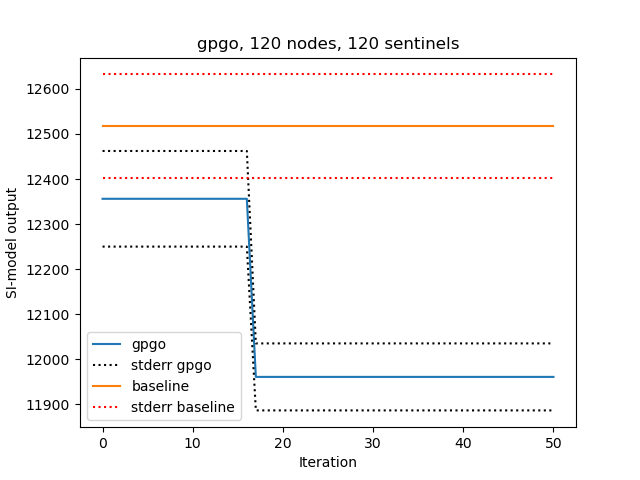 gpgo, 120 nodes, 120 sentinels
12600
12500
12400
12300
12200
12100
12000
11900
SI-model output
gpgo
stderr gpgo
baseline
stderr baseline
0 10 20 30 40 50
Iteration